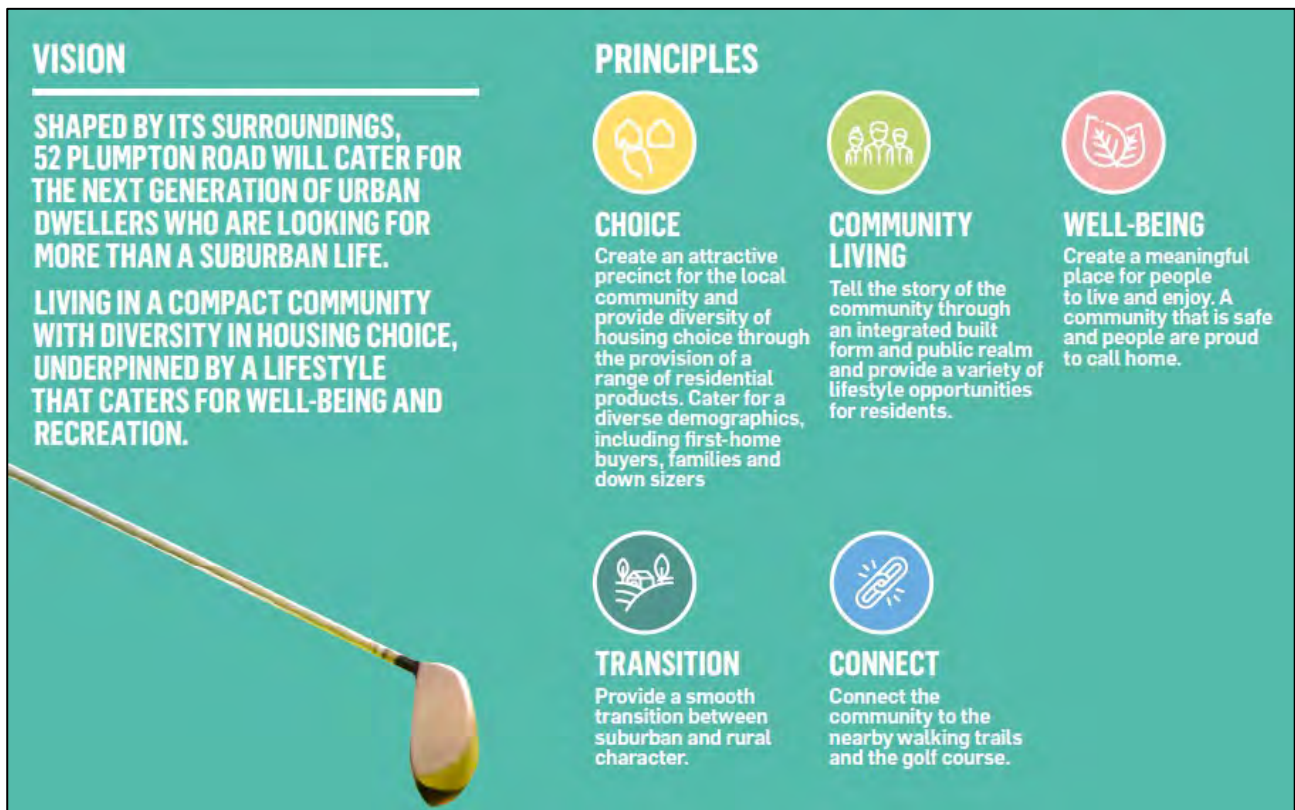 VISION
SHAPED BY ITS SURROUNDINGS,
52 PLUMPTON ROAD WILL CATER FOR
THE NEXT GENERATION OF URBAN
DWELLERS WHO ARE LOOKING FOR
MORE THAN A SUBURBAN LIFE.
LIVING IN A COMPACT COMMUNITY
WITH DIVERSITY IN HOUSING CHOICE,
UNDERPINNED BY A LIFESTYLE
THAT CATERS FOR WELL-BEING AND
RECREATION.
PRINCIPLES
CHOICE
Create an attractive
precinct for the local
community and
provide diversity of
housing choice through
the provision of a
range of residential
products. Cater for a
diverse demographics,
including first-home
buyers, families and
down sizers
COMMUNITY
LIVING
Tell the story of the
community through
an integrated built
form and public realm
and provide a variety of
lifestyle opportunities
for residents.
WELL-BEING
Create a meaningful
place for people
to live and enjoy. A
community that is safe
and people are proud
to call home.
TRANSITION
Provide a smooth
transition between
suburban and rural
character.
CONNECT
Connect the
community to the
nearby walking trails
and the golf course.